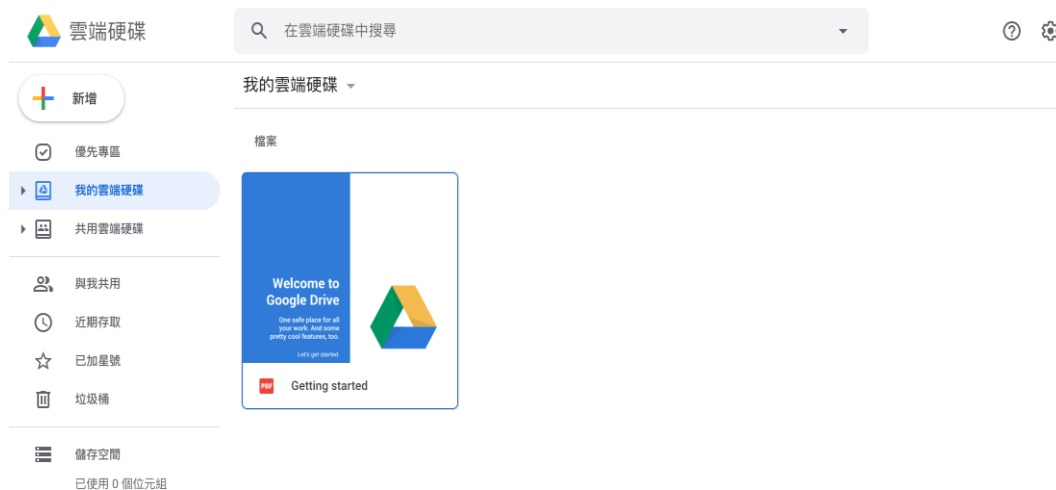 雲端硬碟
在雲端硬碟中搜尋
新增
優先專區
我的雲端硬碟
共用雲端硬碟
與我共用
近期存取
已加星號
垃圾桶
儲存空間
已使用 0 個位元組
我的雲端硬碟
檔案
Welcome to
Google Drive
One safe place for all
your work. And some
pretty cool features, too.
Let's get started.
PDF
Getting started